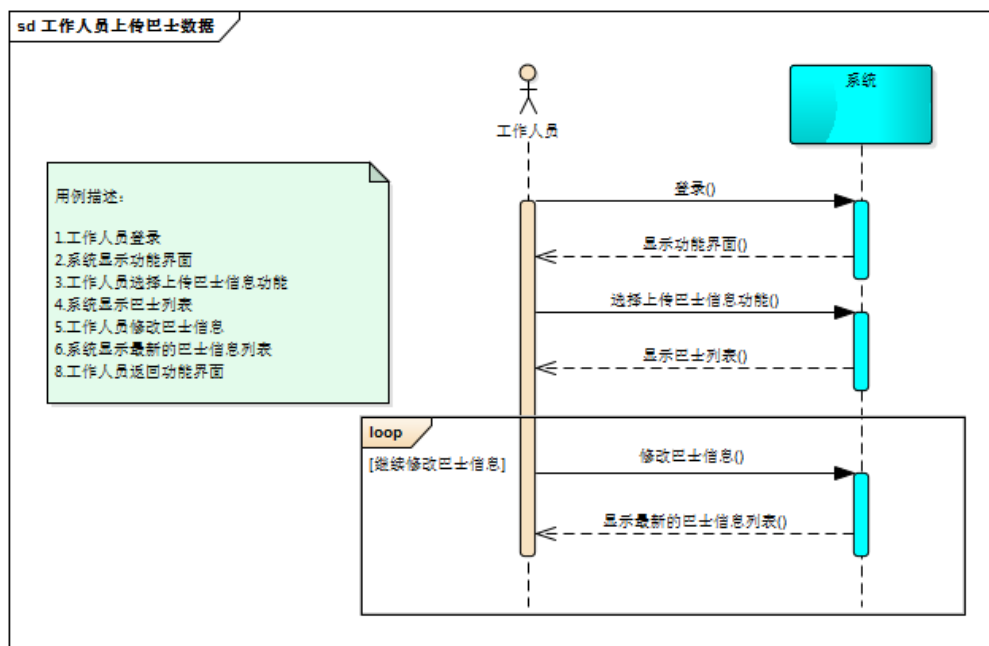 sd 工作人员上传巴士数据
系统
工作人员
用例描述：
1.工作人员登录
2.系统显示功能界面
3.工作人员选择上传巴士信息功能
4.系统显示巴士列表
5.工作人员修改巴士信息
6.系统显示最新的巴士信息列表
8.工作人员返回功能界面
登录()
显示功能界面()
选择上传巴士信息功能()
显示巴士列表()
loop
[继续修改巴士信息]
修改巴士信息()
显示最新的巴士信息列表()